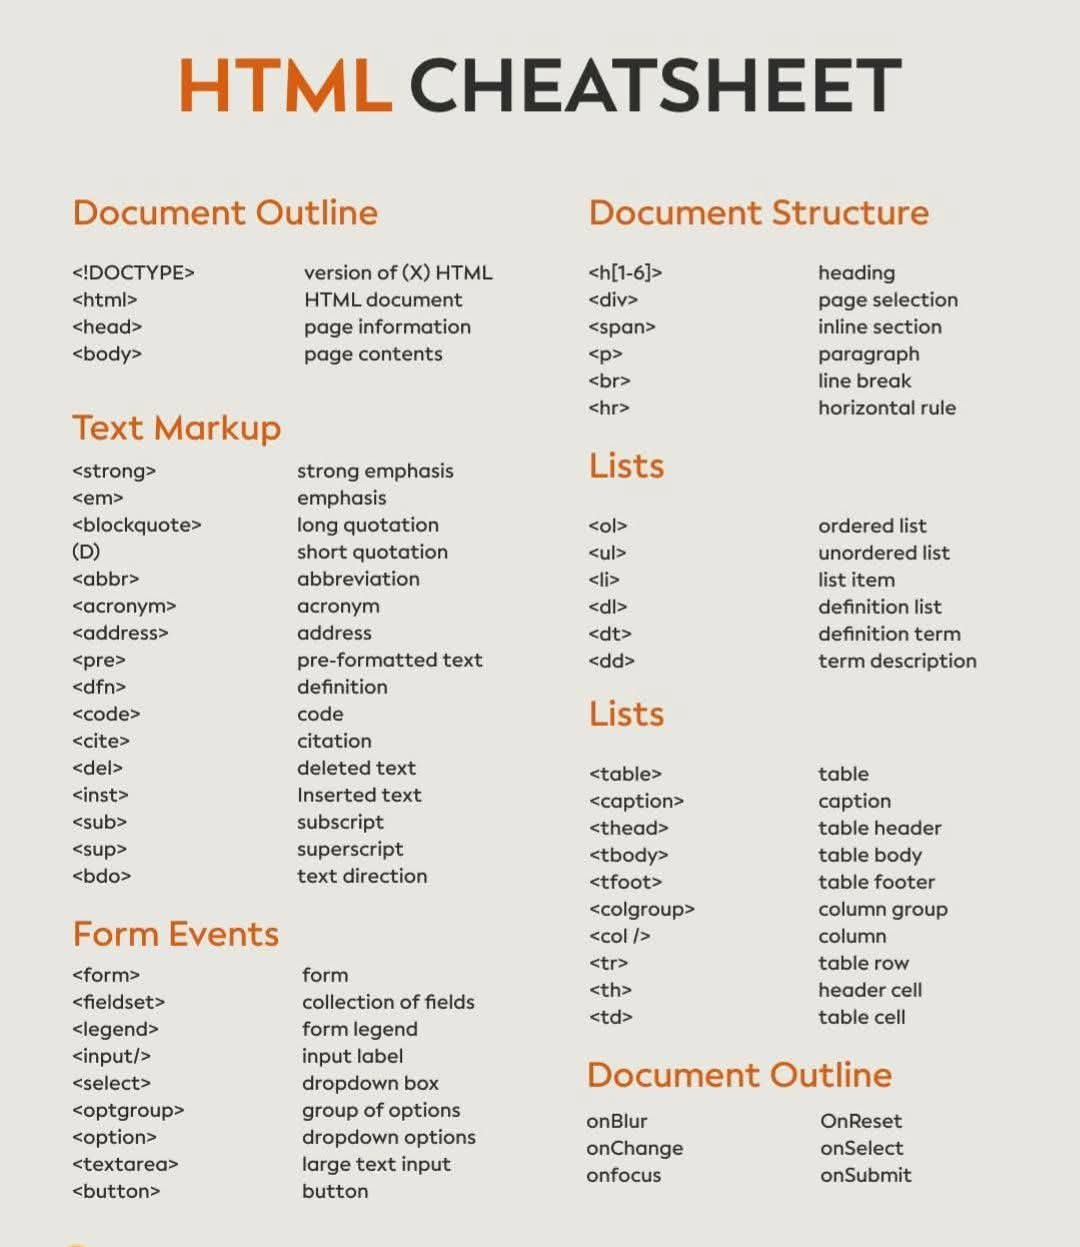 HTML CHEATSHEET
Document Outline
<!DOCTYPE> version of (X) HTML
<html> HTML document
<head> page information
<body> page contents
Text Markup
<strong> strong emphasis
<em> emphasis
<blockquote> long quotation
(D) short quotation
<abbr> abbreviation
<acronym> acronym
<address> address
<pre> pre-formatted text
<dfn> definition
<code> code
<cite> citation
<del> deleted text
<inst> Inserted text
<sub> subscript
<sup> superscript
<bdo> text direction
Form Events
<form> form
<fieldset> collection of fields
<legend> form legend
<input/> input label
<select> dropdown box
<optgroup> group of options
<option> dropdown options
<textarea> large text input
<button> button
Document Structure
<h[1-6]> heading
<div> page selection
<span> inline section
<p> paragraph
<br> line break
<hr> horizontal rule
Lists
<ol> ordered list
<ul> unordered list
<li> list item
<dl> definition list
<dt> definition term
<dd> term description
Lists
<table> table
<caption> caption
<thead> table header
<tbody> table body
<tfoot> table footer
<colgroup> column group
<col /> column
<tr> table row
<th> header cell
<td> table cell
Document Outline
onBlur OnReset
onChange onSelect
onfocus onSubmit